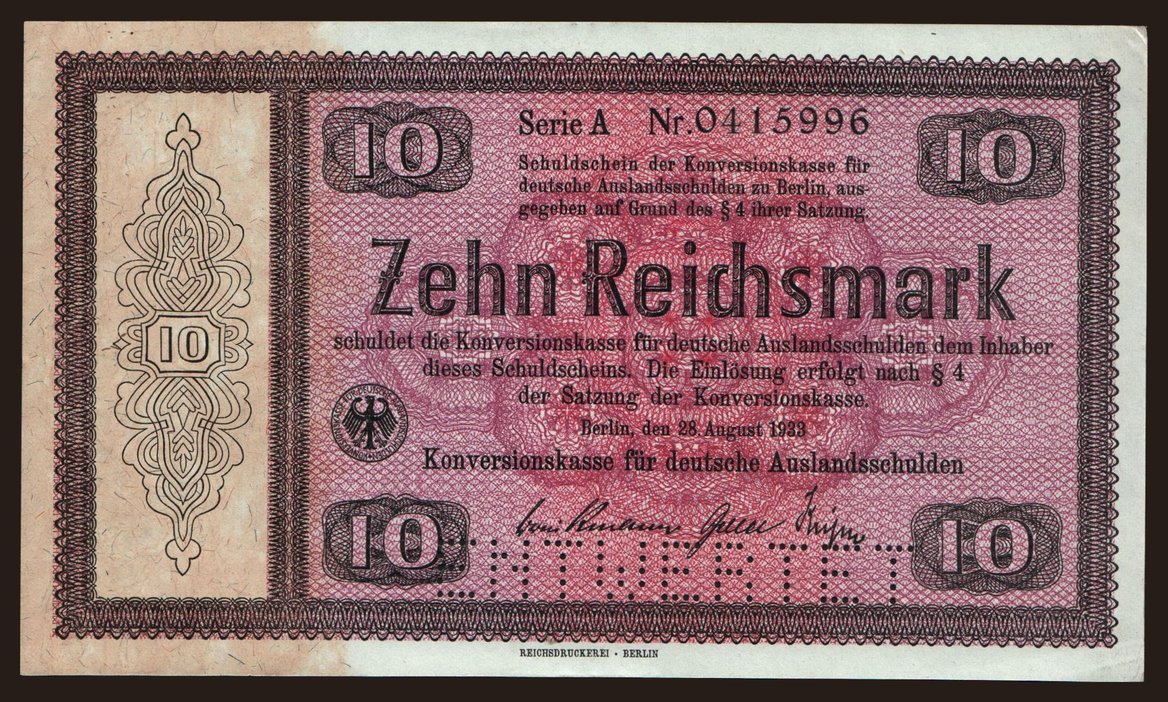 Serie A Nr.0415996
10
10
Schuldschein der Konversionskasse für
deutsche Auslandsschulden zu Berlin, aus-
gegeben auf Grund des § 4 ihrer Satzung.
Zehn Reichsmark
10
schuldet die Konversionskasse für deutsche Auslandsschulden dem Inhaber
dieses Schuldscheins. Die Einlösung erfolgt nach § 4
der Satzung der Konversionskasse.
Berlin, den 28. August 1933
Konversionskasse für deutsche Auslandsschulden
10
10
ENTWERTET
REICHSDRUCKEREI • BERLIN